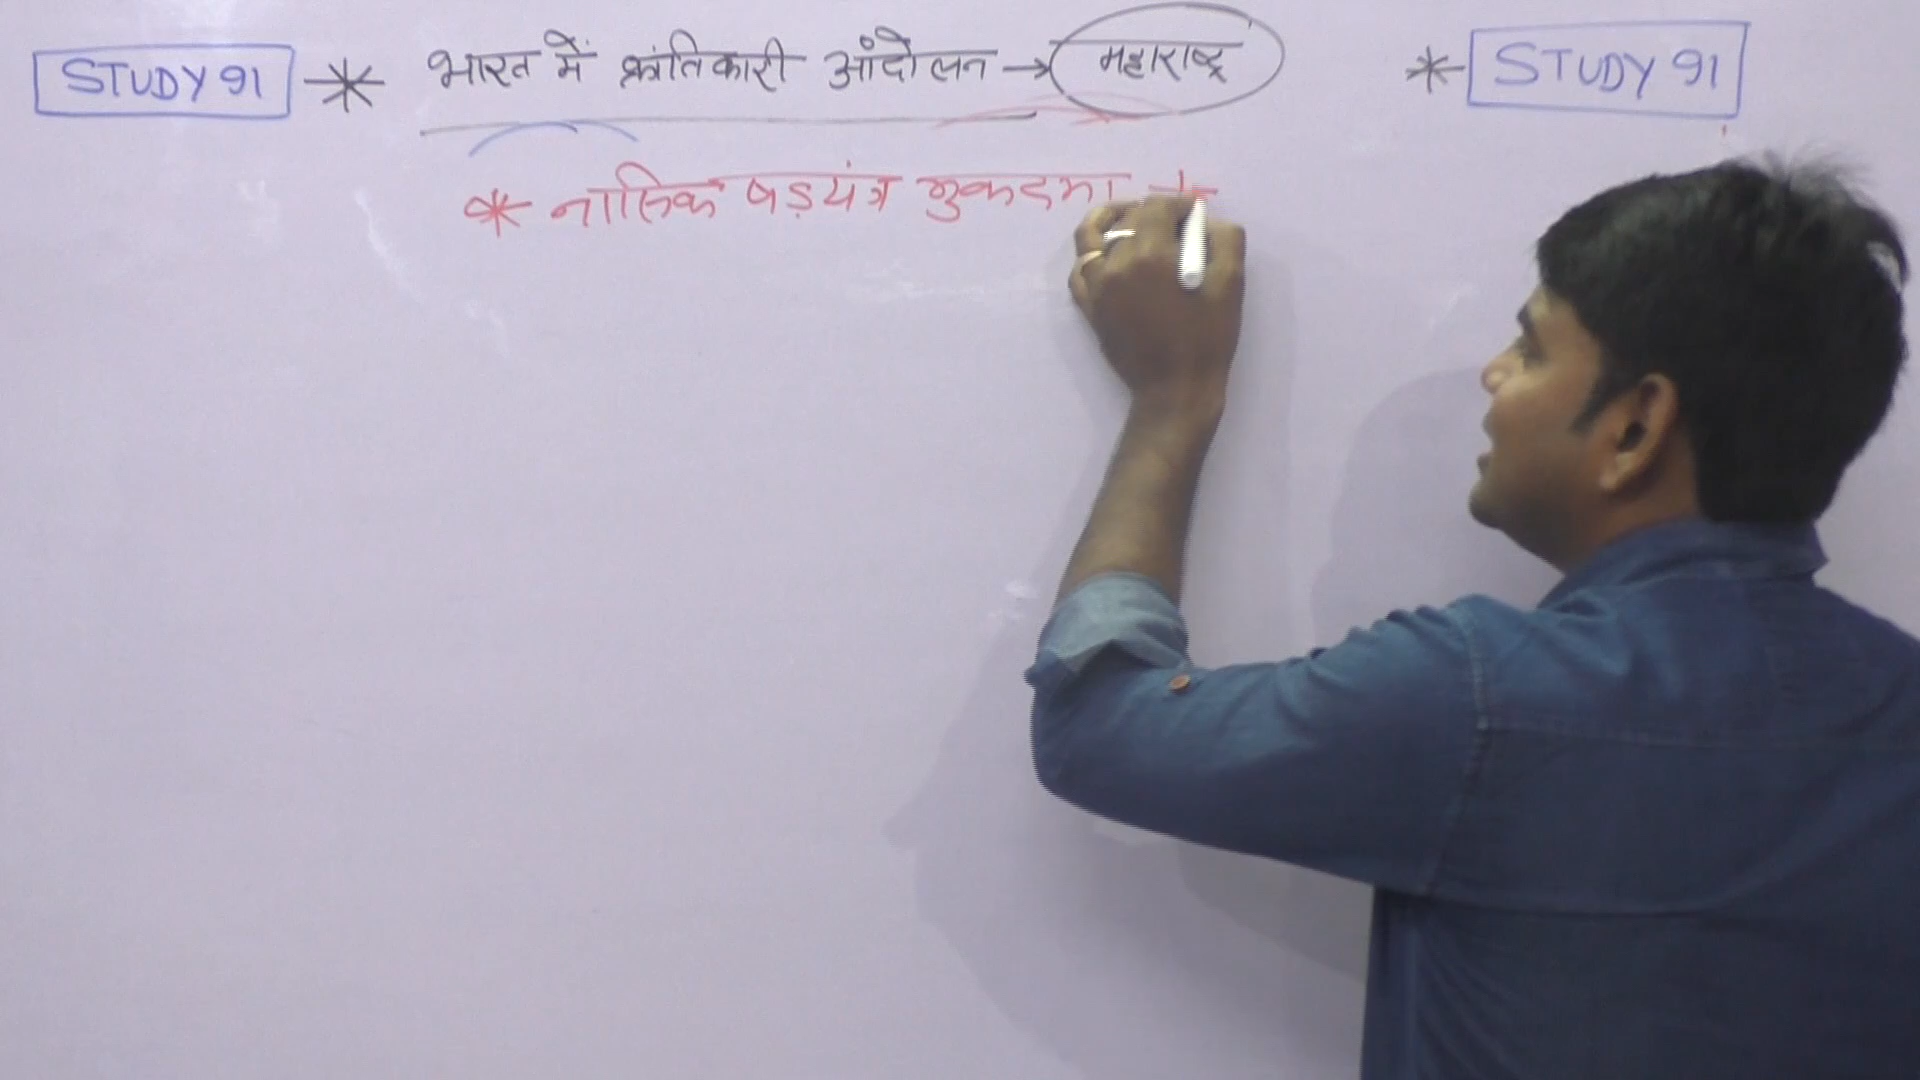 STUDY 91 * भारत में क्रांतिकारी आंदोलन → महाराष्ट्र * STUDY 91
* नासिक षड़यंत्र मुकदमा *